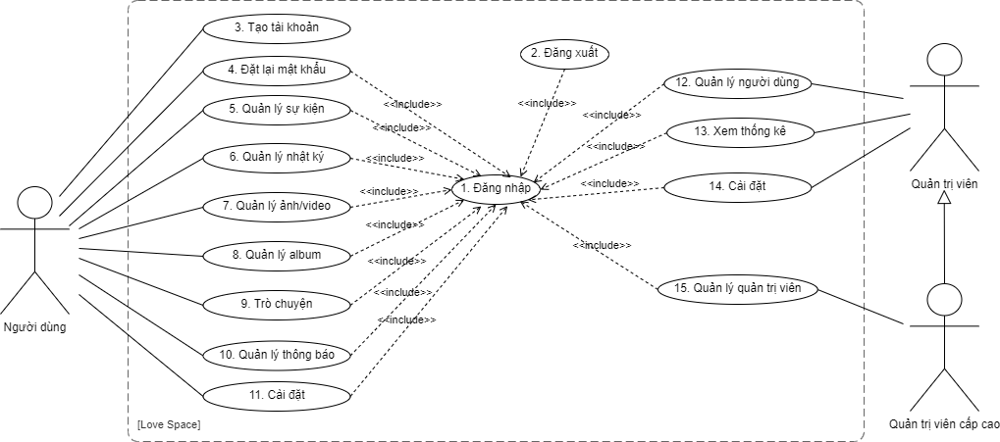 3. Tạo tài khoản
2. Đăng xuất
4. Đặt lại mật khẩu
12. Quản lý người dùng
<<include>>
<<include>>
5. Quản lý sự kiện
<<include>>
<<include>>
13. Xem thống kê
<<include>>
6. Quản lý nhật ký
<<include>>
<<include>>
14. Cài đặt
Quản trị viên
1. Đăng nhập
<<include>>
7. Quản lý ảnh/video
<<include>>
<<include>>
8. Quản lý album
<<include>>
<<include>>
15. Quản lý quản trị viên
<<include>>
9. Trò chuyện
<<include>>
Người dùng
10. Quản lý thông báo
11. Cài đặt
[Love Space]
Quản trị viên cấp cao